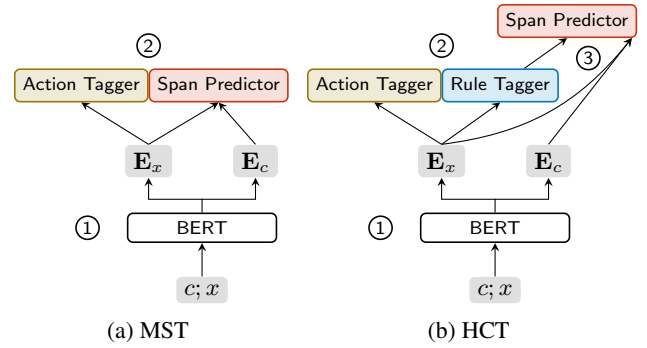 ②
Action Tagger Span Predictor
E_x E_c
① BERT
c; x
(a) MST
Span Predictor
② ③
Action Tagger Rule Tagger
E_x E_c
① BERT
c; x
(b) HCT